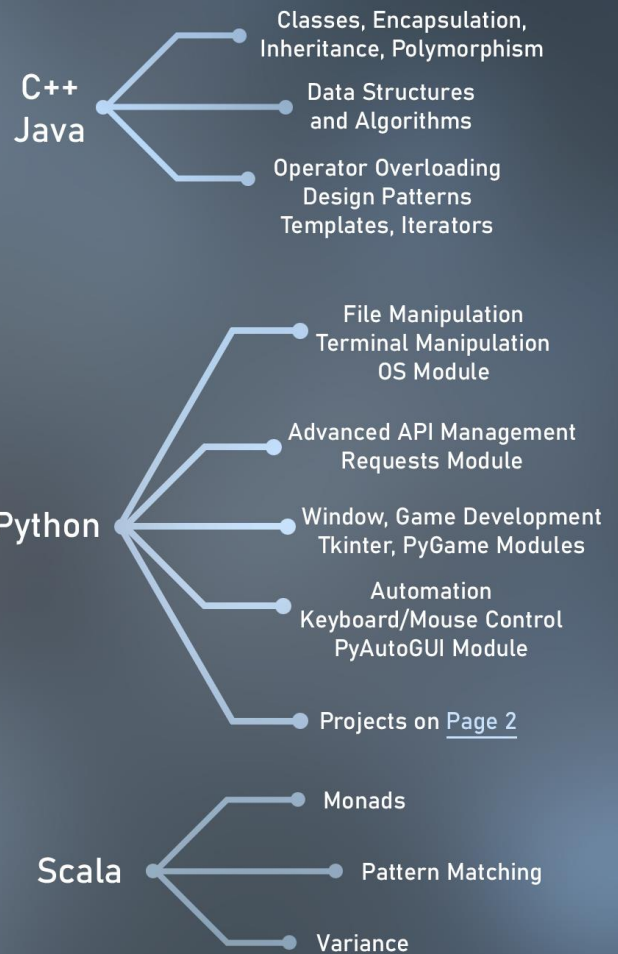 C++
Java
Classes, Encapsulation,
Inheritance, Polymorphism
Data Structures
and Algorithms
Operator Overloading
Design Patterns
Templates, Iterators
Python
File Manipulation
Terminal Manipulation
OS Module
Advanced API Management
Requests Module
Window, Game Development
Tkinter, PyGame Modules
Automation
Keyboard/Mouse Control
PyAutoGUI Module
Projects on Page 2
Scala
Monads
Pattern Matching
Variance